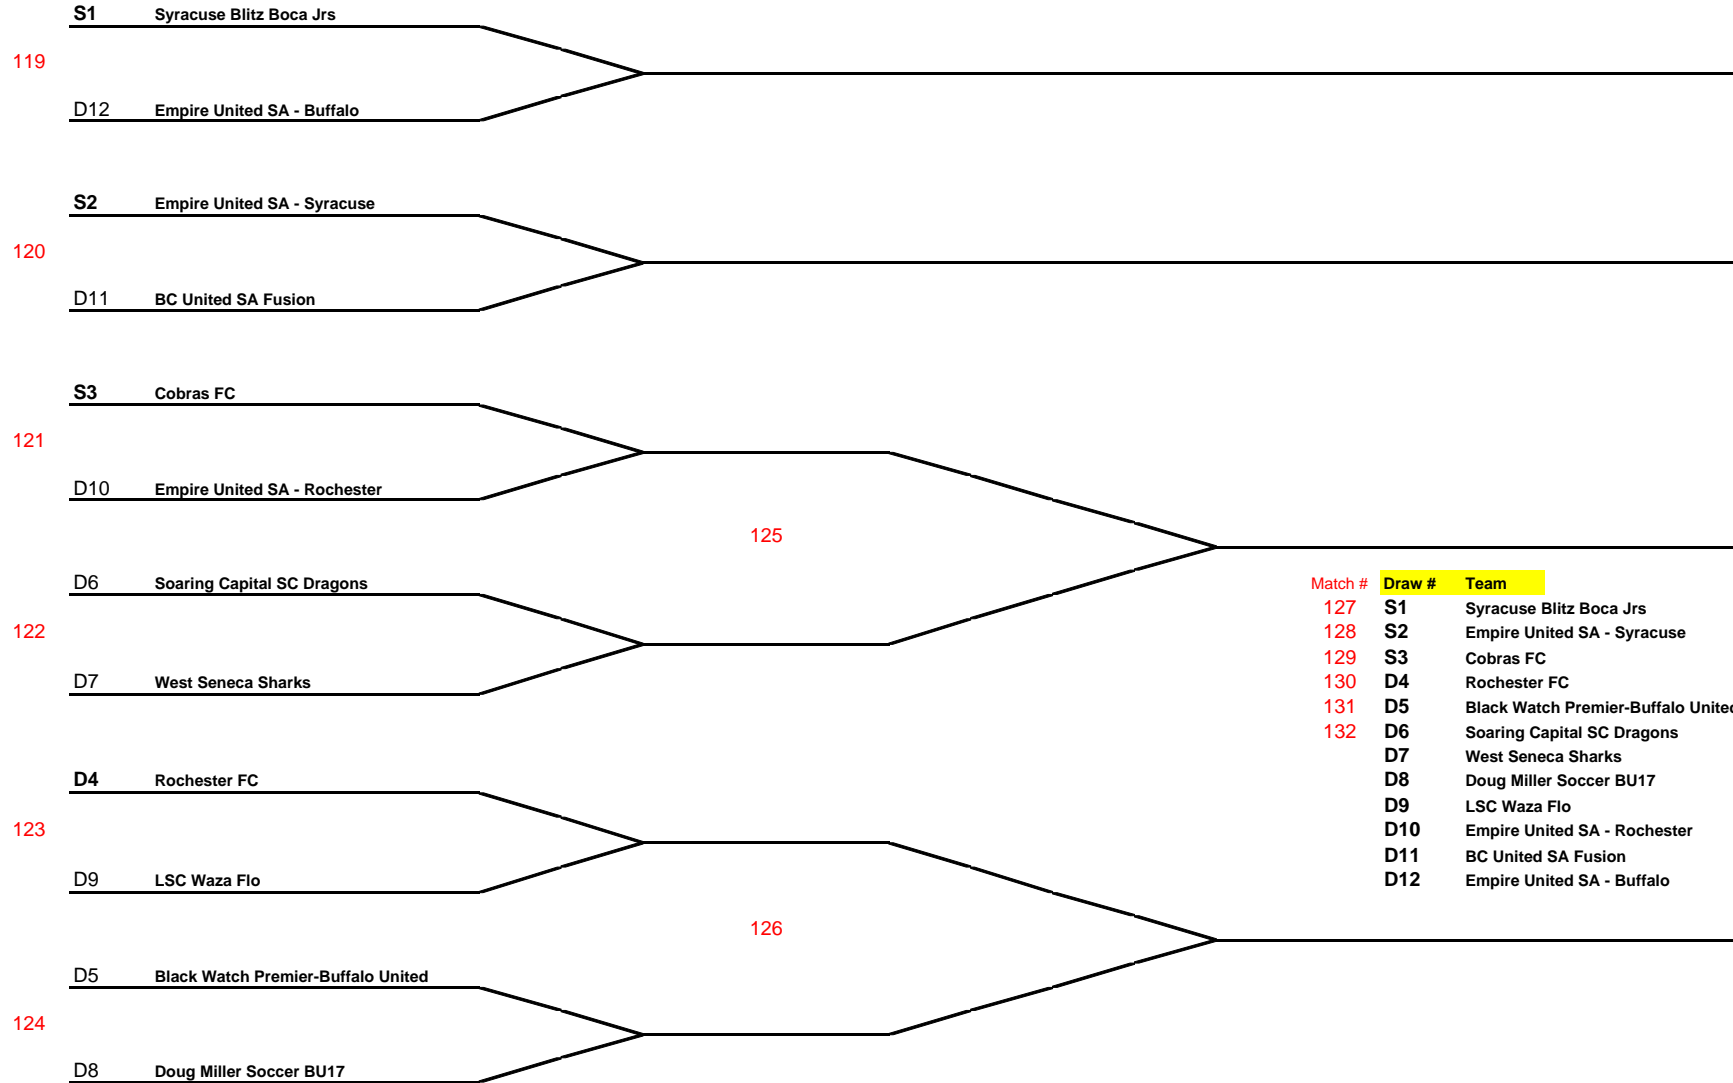 S1 Syracuse Blitz Boca Jrs
119
D12 Empire United SA - Buffalo
S2 Empire United SA - Syracuse
120
D11 BC United SA Fusion
S3 Cobras FC
121
D10 Empire United SA - Rochester
125
D6 Soaring Capital SC Dragons
122
D7 West Seneca Sharks
D4 Rochester FC
123
D9 LSC Waza Flo
126
D5 Black Watch Premier-Buffalo United
124
D8 Doug Miller Soccer BU17
Match # Draw # Team
127 S1 Syracuse Blitz Boca Jrs
128 S2 Empire United SA - Syracuse
129 S3 Cobras FC
130 D4 Rochester FC
131 D5 Black Watch Premier-Buffalo United
132 D6 Soaring Capital SC Dragons
D7 West Seneca Sharks
D8 Doug Miller Soccer BU17
D9 LSC Waza Flo
D10 Empire United SA - Rochester
D11 BC United SA Fusion
D12 Empire United SA - Buffalo